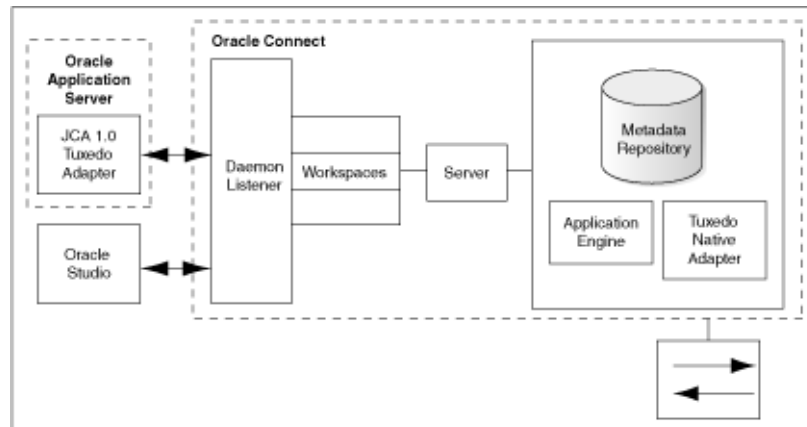 Oracle Connect
Oracle
Application
Server
JCA 1.0
Tuxedo
Adapter
Oracle
Studio
Daemon
Listener
Workspaces
Server
Metadata
Repository
Application
Engine
Tuxedo
Native
Adapter